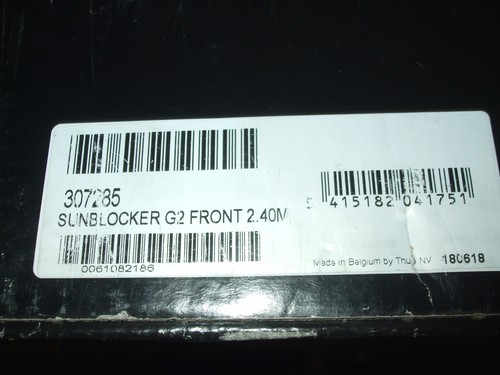 307285
SUNBLOCKER G2 FRONT 2.40M
0061082186
5 415182 041751
Made in Belgium by Thule NV 180618